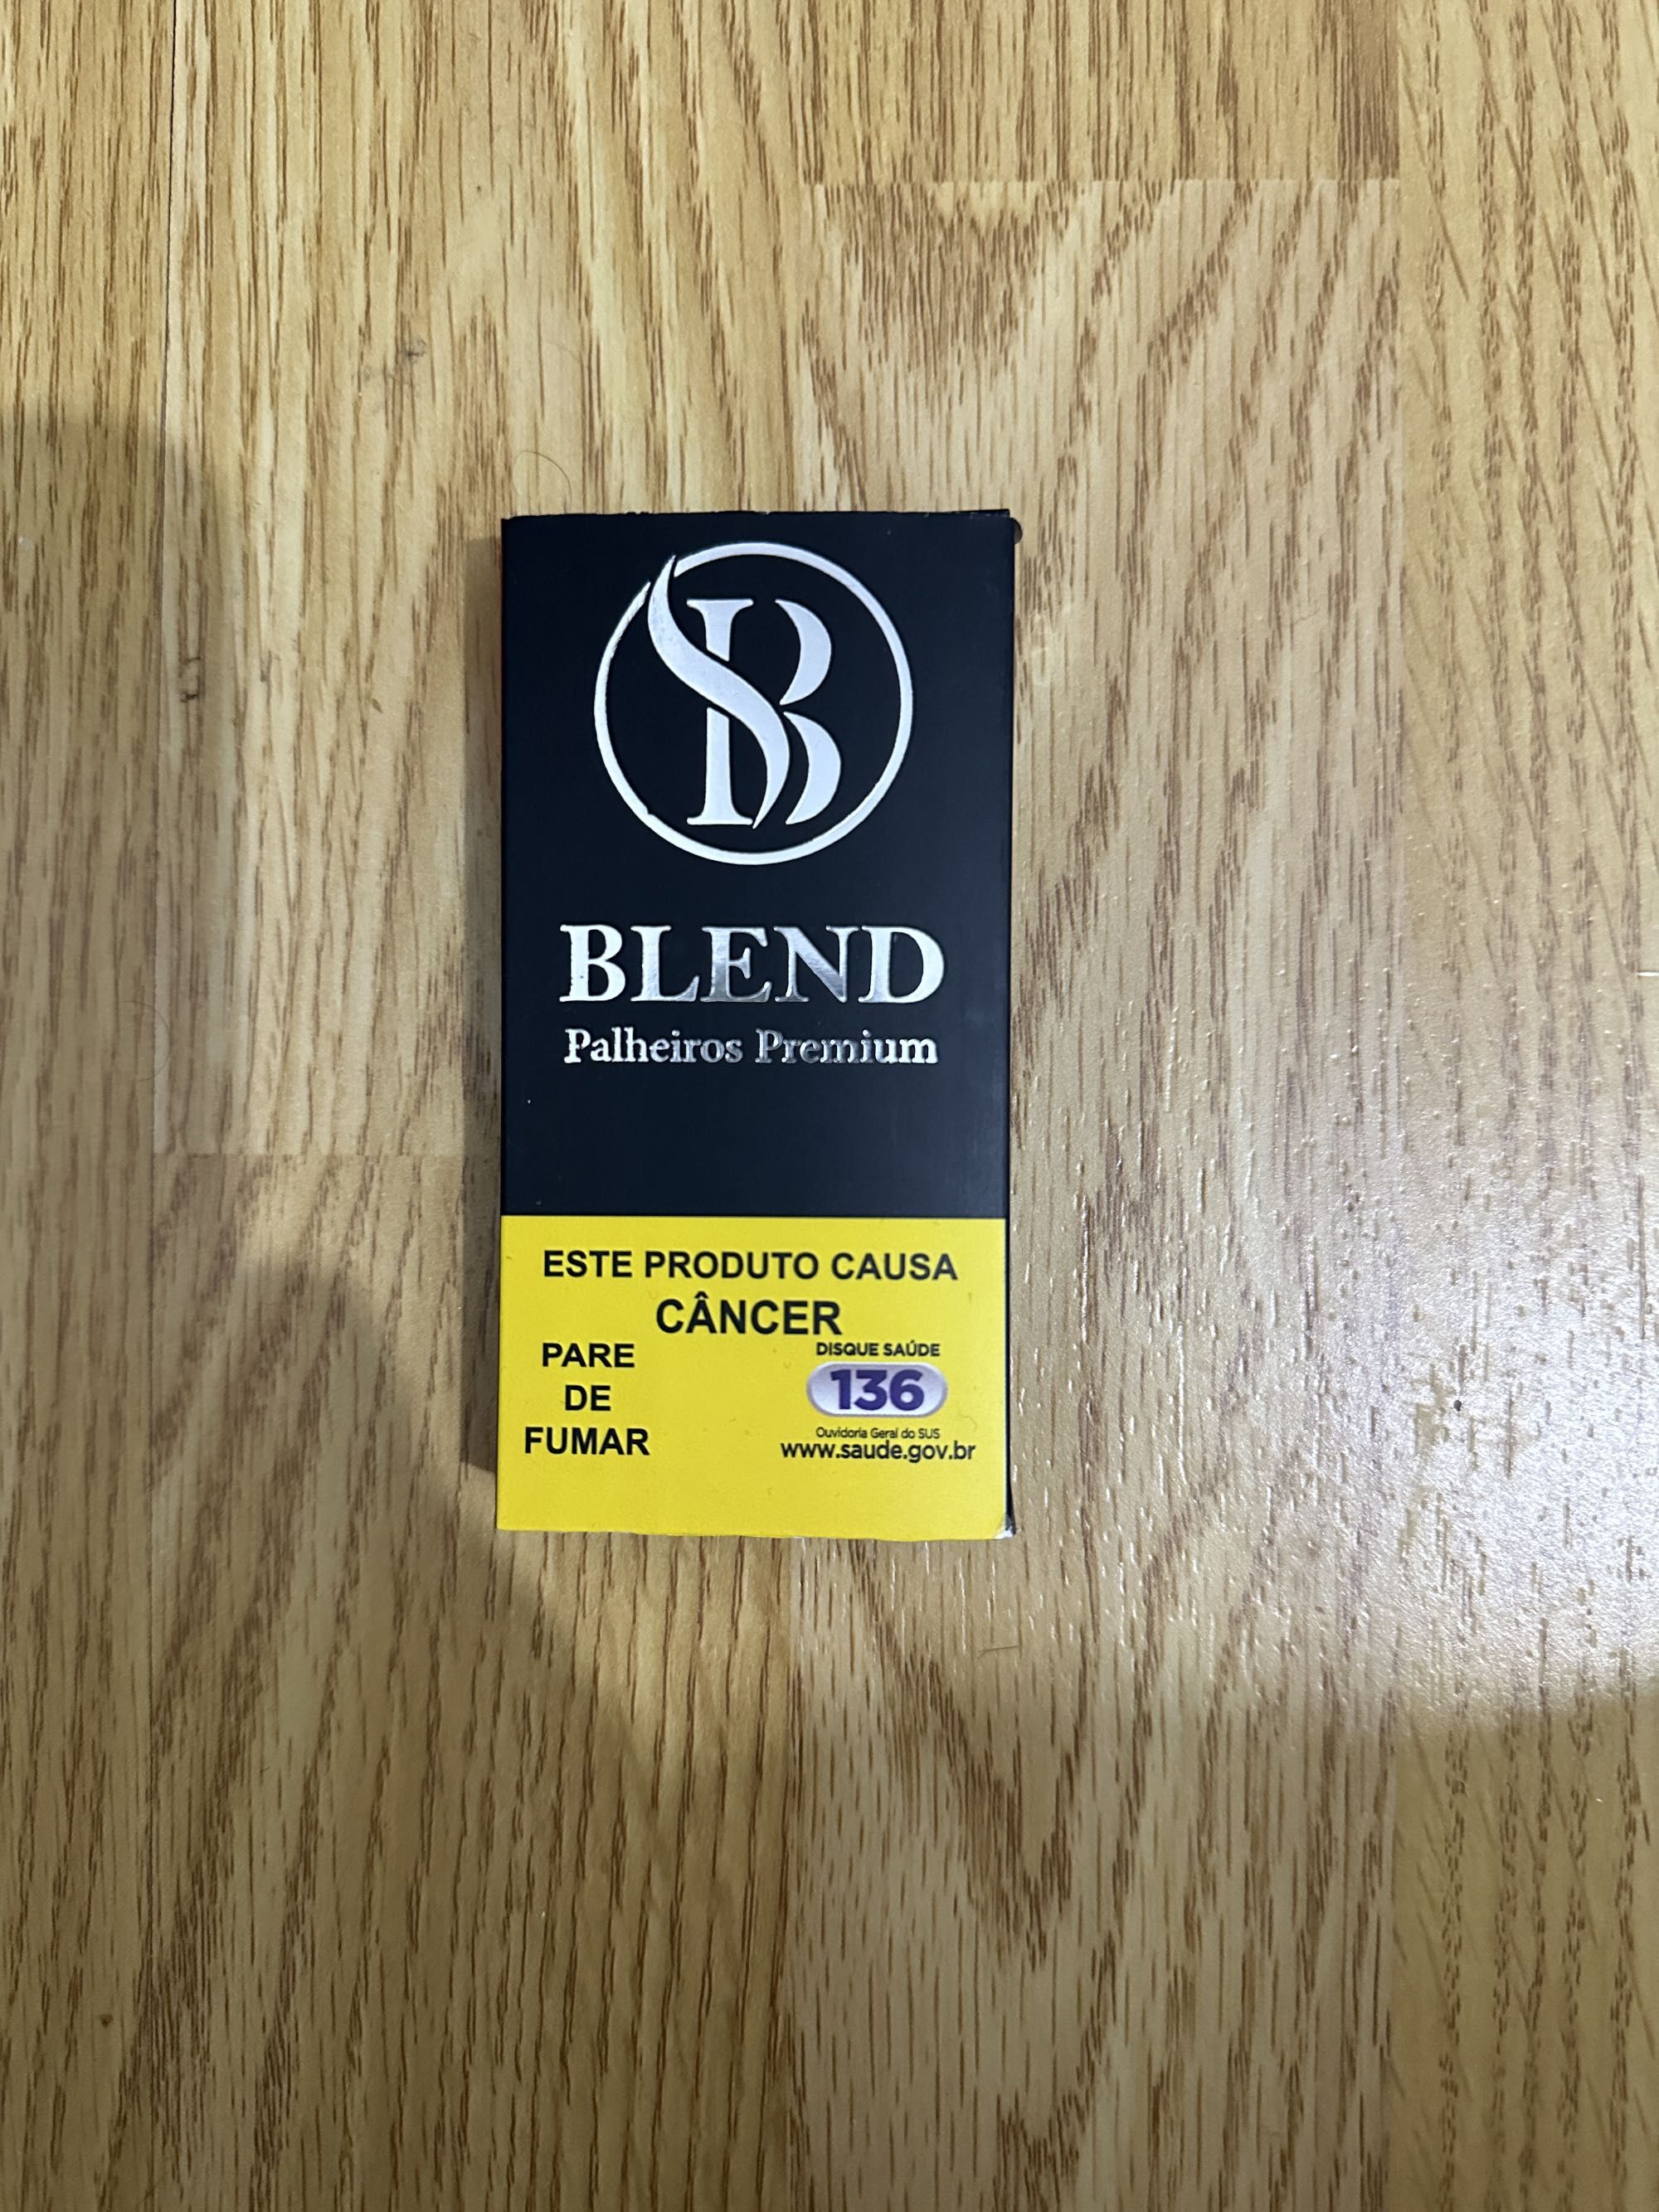 B
BLEND
Palheiros Premium
ESTE PRODUTO CAUSA
CÂNCER
PARE
DE
FUMAR
DISQUE SAÚDE
136
Ouvidoria Geral do SUS
www.saude.gov.br